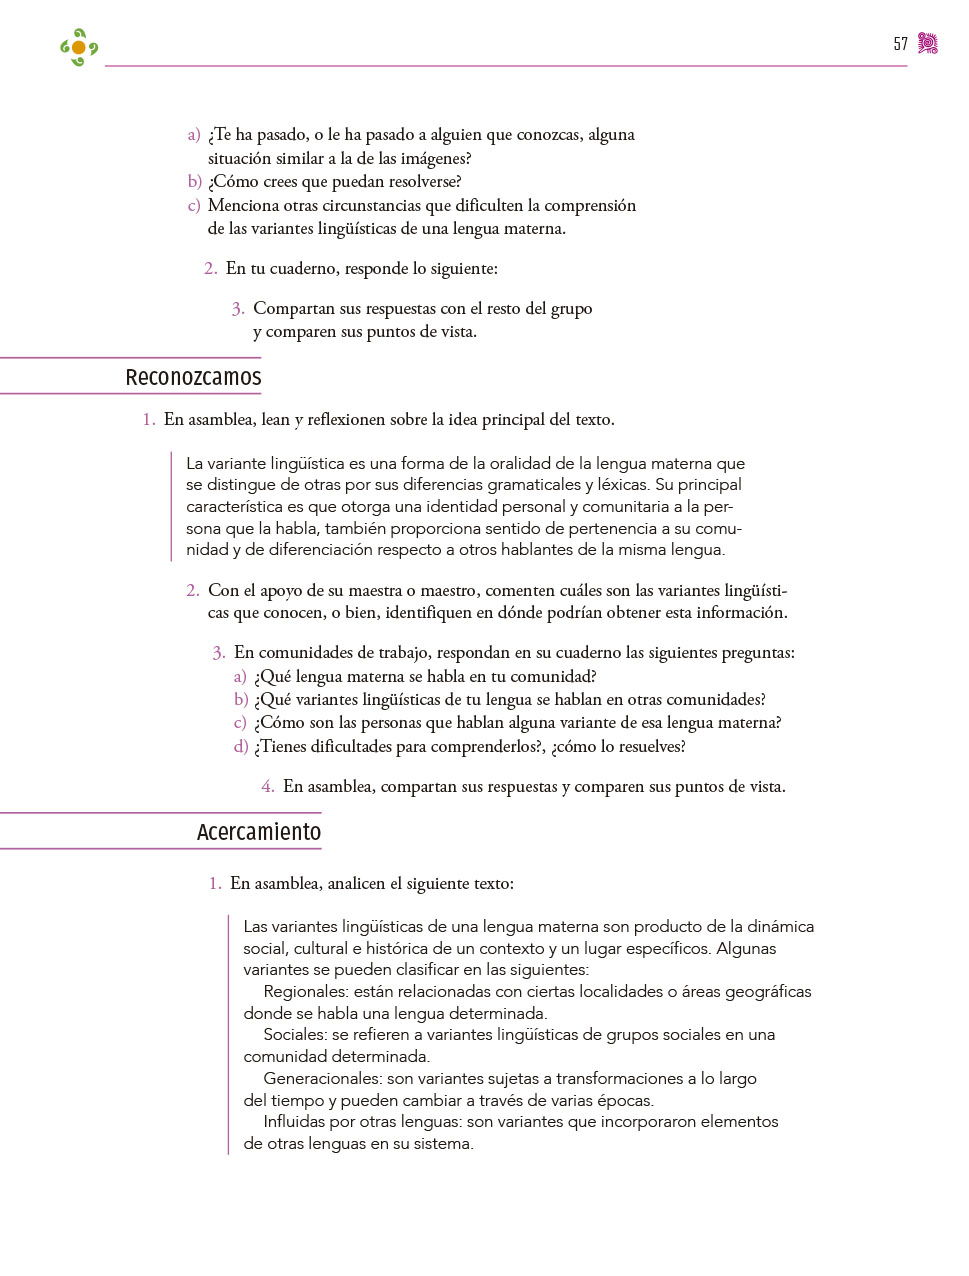 57
a) ¿Te ha pasado, o le ha pasado a alguien que conozcas, alguna
situación similar a la de las imágenes?
b) ¿Cómo crees que puedan resolverse?
c) Menciona otras circunstancias que dificulten la comprensión
de las variantes lingüísticas de una lengua materna.
2. En tu cuaderno, responde lo siguiente:
3. Compartan sus respuestas con el resto del grupo
y comparen sus puntos de vista.
Reconozcamos
1. En asamblea, lean y reflexionen sobre la idea principal del texto.
La variante lingüística es una forma de la oralidad de la lengua materna que
se distingue de otras por sus diferencias gramaticales y léxicas. Su principal
característica es que otorga una identidad personal y comunitaria a la per-
sona que la habla, también proporciona sentido de pertenencia a su comu-
nidad y de diferenciación respecto a otros hablantes de la misma lengua.
2. Con el apoyo de su maestra o maestro, comenten cuáles son las variantes lingüísti-
cas que conocen, o bien, identifiquen en dónde podrían obtener esta información.
3. En comunidades de trabajo, respondan en su cuaderno las siguientes preguntas:
a) ¿Qué lengua materna se habla en tu comunidad?
b) ¿Qué variantes lingüísticas de tu lengua se hablan en otras comunidades?
c) ¿Cómo son las personas que hablan alguna variante de esa lengua materna?
d) ¿Tienes dificultades para comprenderlos?, ¿cómo lo resuelves?
4. En asamblea, compartan sus respuestas y comparen sus puntos de vista.
Acercamiento
1. En asamblea, analicen el siguiente texto:
Las variantes lingüísticas de una lengua materna son producto de la dinámica
social, cultural e histórica de un contexto y un lugar específicos. Algunas
variantes se pueden clasificar en las siguientes:
Regionales: están relacionadas con ciertas localidades o áreas geográficas
donde se habla una lengua determinada.
Sociales: se refieren a variantes lingüísticas de grupos sociales en una
comunidad determinada.
Generacionales: son variantes sujetas a transformaciones a lo largo
del tiempo y pueden cambiar a través de varias épocas.
Influidas por otras lenguas: son variantes que incorporaron elementos
de otras lenguas en su sistema.